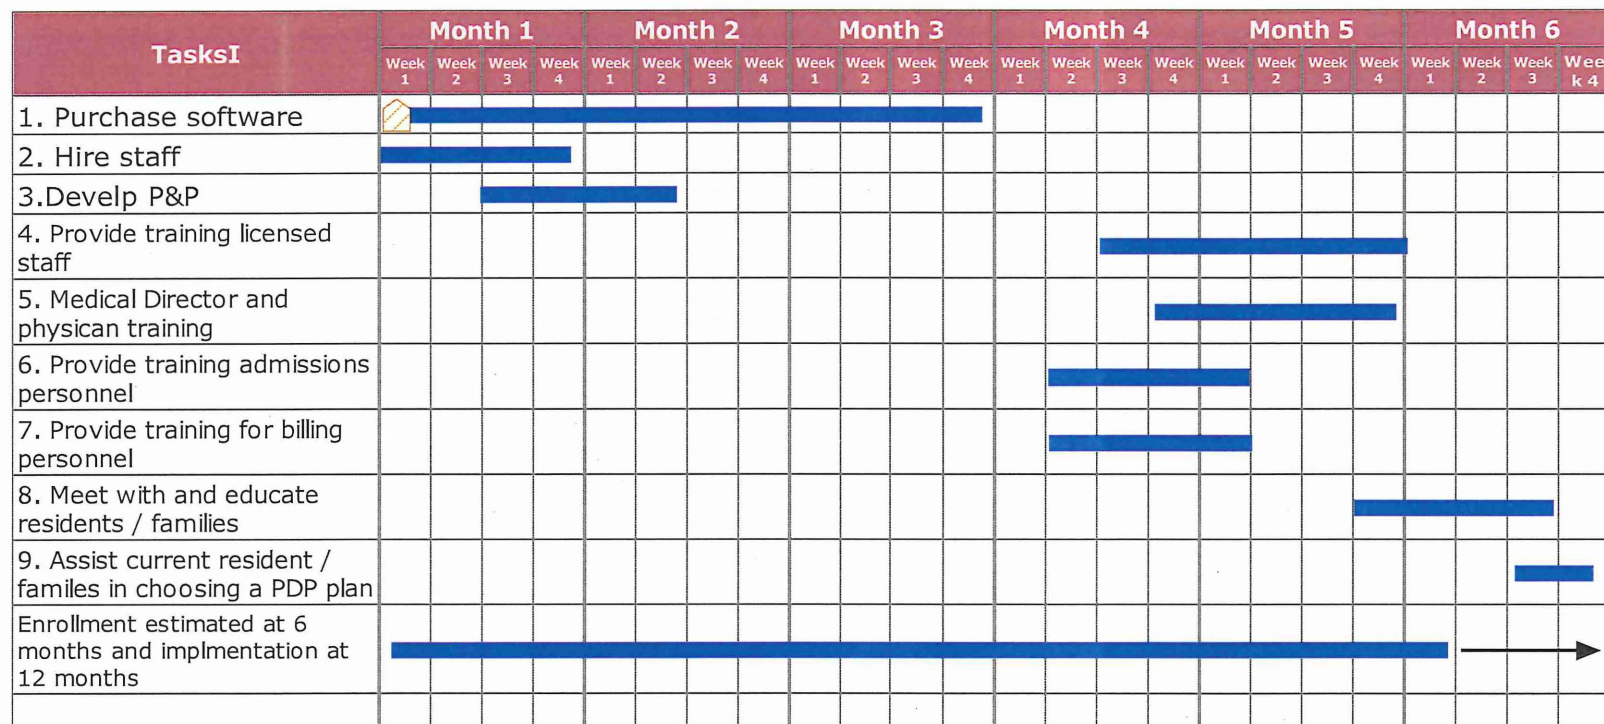 TasksI
Month 1 Month 2 Month 3 Month 4 Month 5 Month 6
Week 1 Week 2 Week 3 Week 4 Week 1 Week 2 Week 3 Week 4 Week 1 Week 2 Week 3 Week 4 Week 1 Week 2 Week 3 Week 4 Week 1 Week 2 Week 3 Week 4 Week 1 Week 2 Week 3 Wee k 4
1. Purchase software
2. Hire staff
3.Develp P&P
4. Provide training licensed
staff
5. Medical Director and
physican training
6. Provide training admissions
personnel
7. Provide training for billing
personnel
8. Meet with and educate
residents / families
9. Assist current resident /
familes in choosing a PDP plan
Enrollment estimated at 6
months and implmentation at
12 months